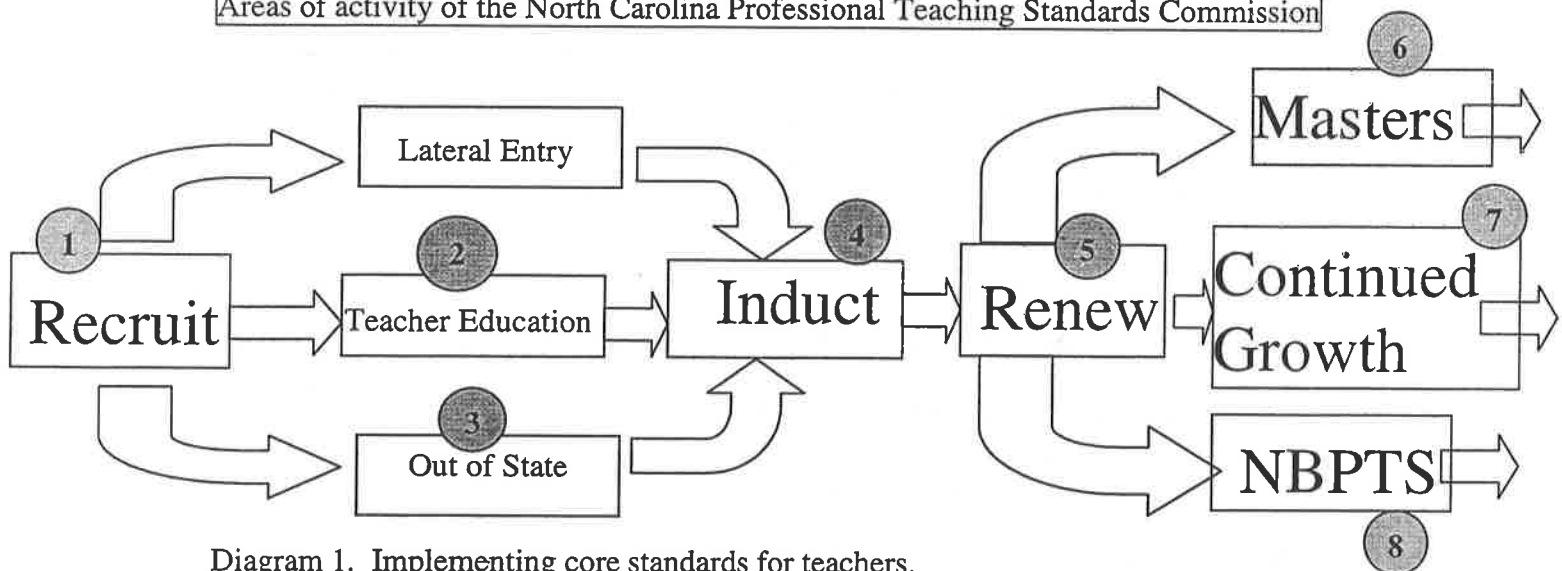 Areas of activity of the North Carolina Professional Teaching Standards Commission
6
Masters
Lateral Entry
1
2
4
5
7
Recruit
Teacher Education
Induct
Renew
Continued
Growth
3
Out of State
NBPTS
8
Diagram 1. Implementing core standards for teachers.